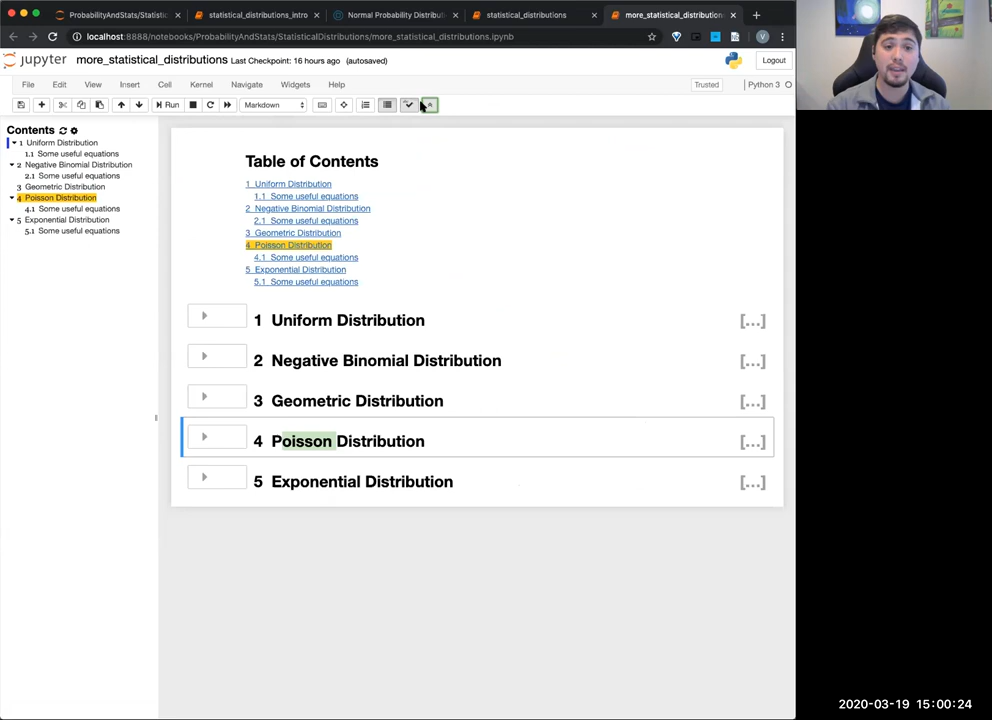 ProbabilityAndStats/Statistic
statistical_distributions_intro
Normal Probability Distributi
statistical_distributions
more_statistical_distribution
localhost:8888/notebooks/ProbabilityAndStats/StatisticalDistributions/more_statistical_distributions.ipynb
V
jupyter more_statistical_distributions Last Checkpoint: 16 hours ago (autosaved)
Logout
File Edit View Insert Cell Kernel Navigate Widgets Help
Trusted
Python 3
Run
Markdown
Contents
1 Uniform Distribution
1.1 Some useful equations
2 Negative Binomial Distribution
2.1 Some useful equations
3 Geometric Distribution
4 Poisson Distribution
4.1 Some useful equations
5 Exponential Distribution
5.1 Some useful equations
Table of Contents
1 Uniform Distribution
1.1 Some useful equations
2 Negative Binomial Distribution
2.1 Some useful equations
3 Geometric Distribution
4 Poisson Distribution
4.1 Some useful equations
5 Exponential Distribution
5.1 Some useful equations
1 Uniform Distribution [...]
2 Negative Binomial Distribution [...]
3 Geometric Distribution [...]
4 Poisson Distribution [...]
5 Exponential Distribution [...]
2020-03-19 15:00:24